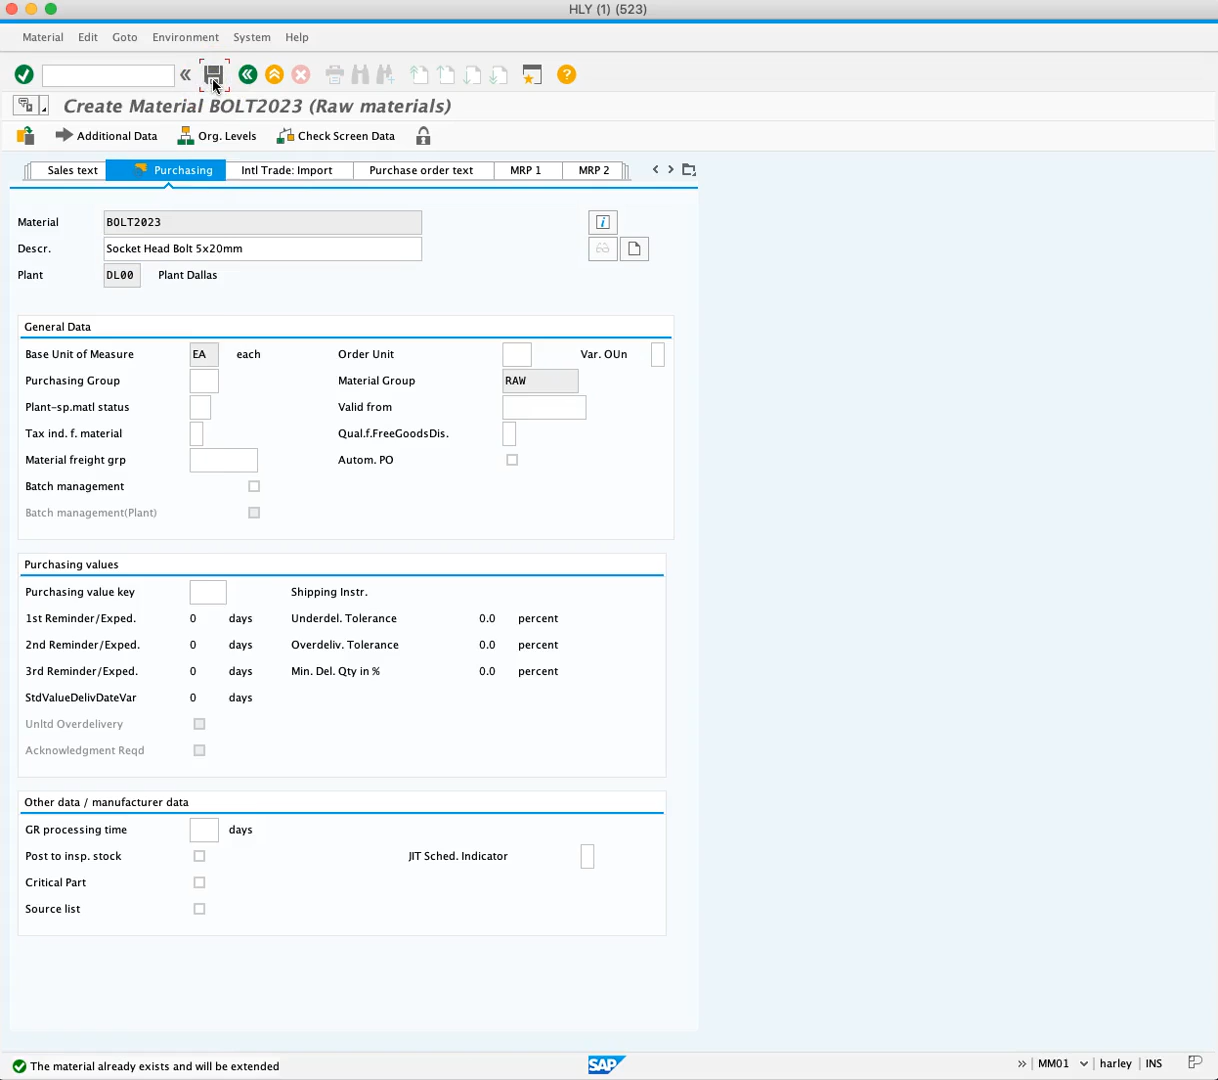 HLY (1) (523)
Material Edit Goto Environment System Help
Create Material BOLT2023 (Raw materials)
Additional Data Org. Levels Check Screen Data
Sales text Purchasing Intl Trade: Import Purchase order text MRP 1 MRP 2
Material BOLT2023
Descr. Socket Head Bolt 5x20mm
Plant DL00 Plant Dallas
General Data
Base Unit of Measure EA each Order Unit Var. OUn
Purchasing Group Material Group RAW
Plant-sp.matl status Valid from
Tax ind. f. material Qual.f.FreeGoodsDis.
Material freight grp Autom. PO
Batch management
Batch management(Plant)
Purchasing values
Purchasing value key Shipping Instr.
1st Reminder/Exped. 0 days Underdel. Tolerance 0.0 percent
2nd Reminder/Exped. 0 days Overdeliv. Tolerance 0.0 percent
3rd Reminder/Exped. 0 days Min. Del. Qty in % 0.0 percent
StdValueDelivDateVar 0 days
Unltd Overdelivery
Acknowledgment Reqd
Other data / manufacturer data
GR processing time days
Post to insp. stock JIT Sched. Indicator
Critical Part
Source list
The material already exists and will be extended SAP MM01 harley INS